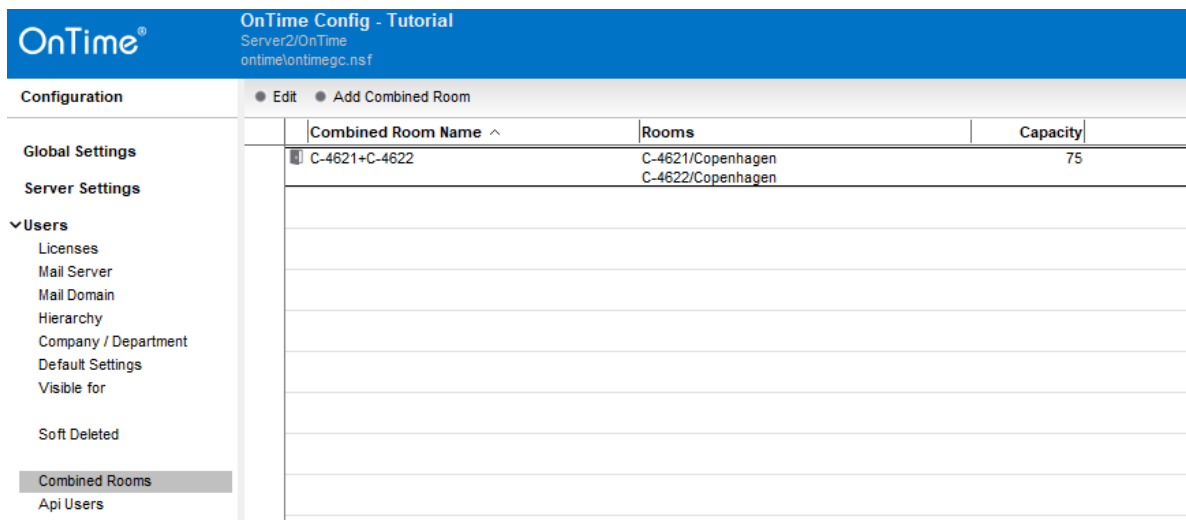 OnTime®
OnTime Config - Tutorial
Server2/OnTime
ontime\ontimegc.nsf
Configuration
Edit Add Combined Room
Global Settings
Server Settings
Users
Licenses
Mail Server
Mail Domain
Hierarchy
Company / Department
Default Settings
Visible for
Soft Deleted
Combined Rooms
Api Users
Combined Room Name Rooms Capacity
C-4621+C-4622 C-4621/Copenhagen 75
C-4622/Copenhagen